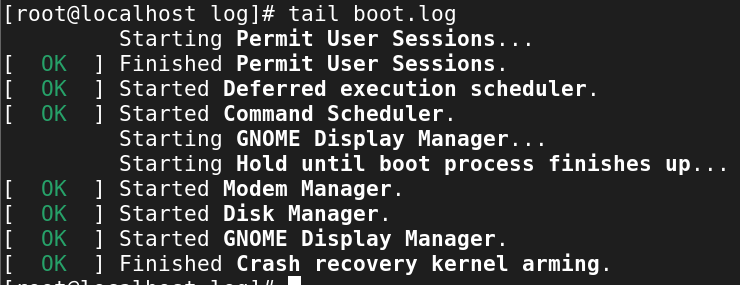 [root@localhost log]# tail boot.log
         Starting Permit User Sessions...
[  OK  ] Finished Permit User Sessions.
[  OK  ] Started Deferred execution scheduler.
[  OK  ] Started Command Scheduler.
         Starting GNOME Display Manager...
         Starting Hold until boot process finishes up...
[  OK  ] Started Modem Manager.
[  OK  ] Started Disk Manager.
[  OK  ] Started GNOME Display Manager.
[  OK  ] Finished Crash recovery kernel arming.
[root@localhost log]#